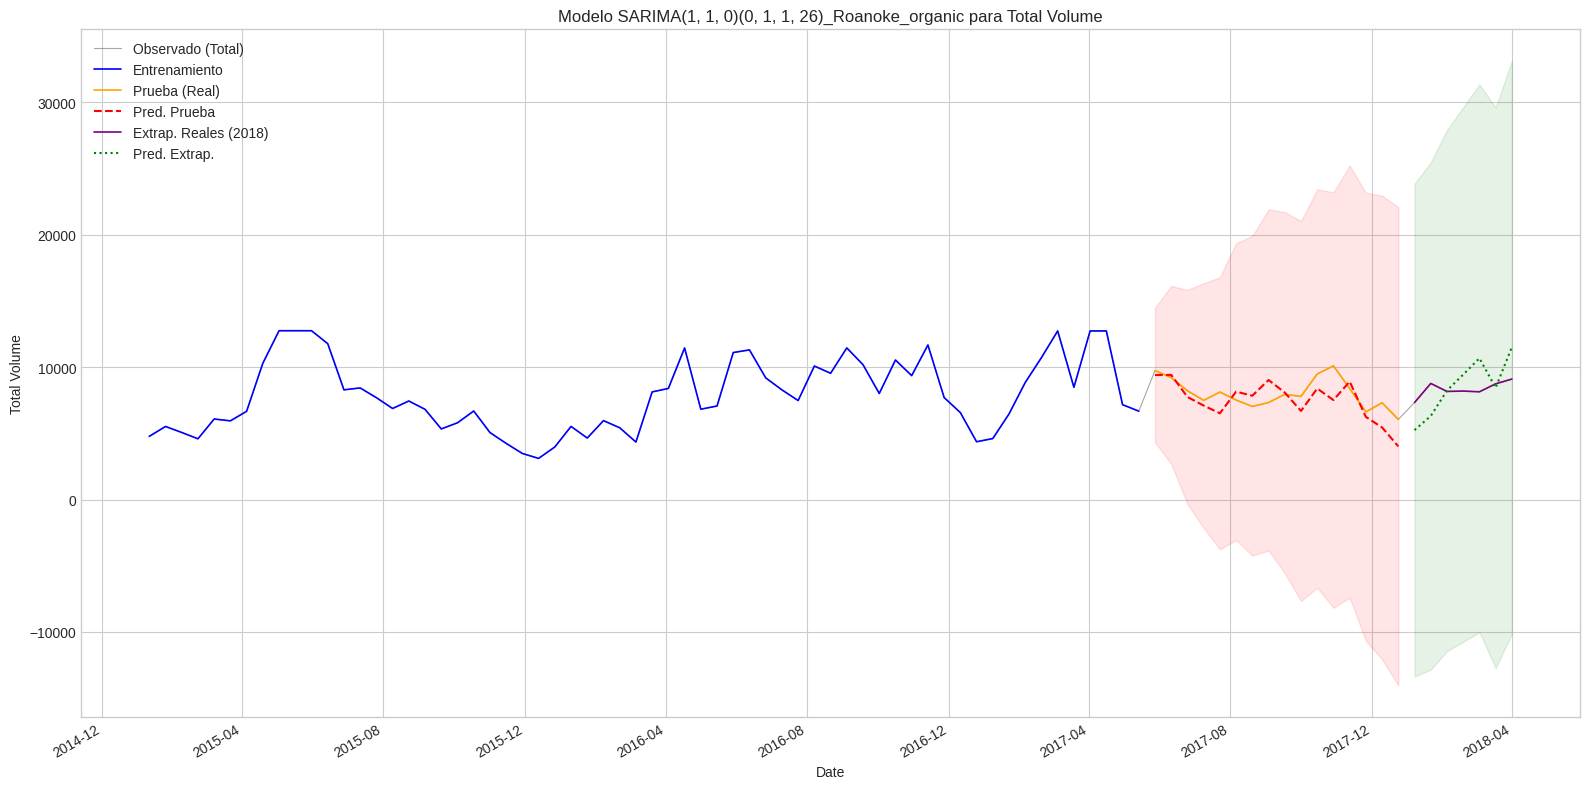 Modelo SARIMA(1, 1, 0)(0, 1, 1, 26)_Roanoke_organic para Total Volume
Observado (Total)
Entrenamiento
Prueba (Real)
Pred. Prueba
Extrap. Reales (2018)
Pred. Extrap.
Total Volume
30000
20000
10000
0
−10000
2014-12
2015-04
2015-08
2015-12
2016-04
2016-08
2016-12
2017-04
2017-08
2017-12
2018-04
Date